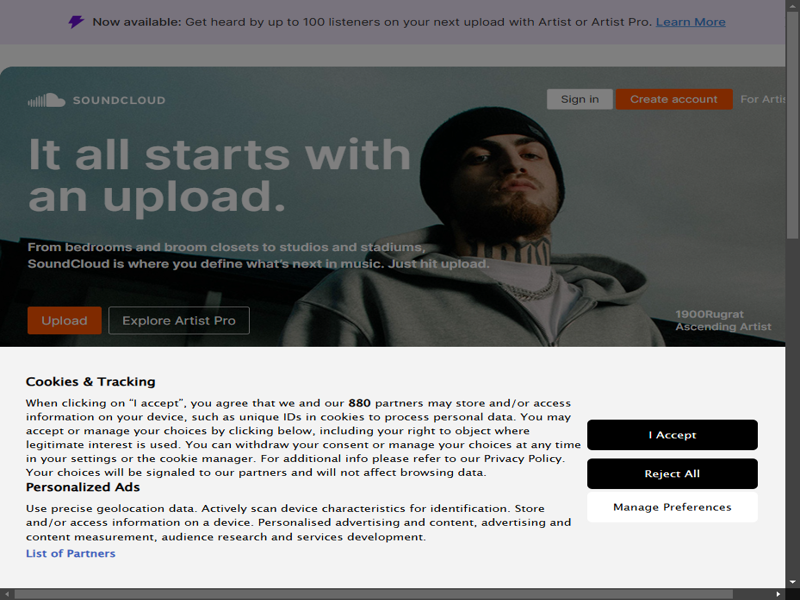 Now available: Get heard by up to 100 listeners on your next upload with Artist or Artist Pro. Learn More
SOUNDCLOUD
Sign in
Create account
For Artis
It all starts with
an upload.
From bedrooms and broom closets to studios and stadiums,
SoundCloud is where you define what's next in music. Just hit upload.
Upload
Explore Artist Pro
1900Rugrat
Ascending Artist
Cookies & Tracking
When clicking on “I accept”, you agree that we and our 880 partners may store and/or access
information on your device, such as unique IDs in cookies to process personal data. You may
accept or manage your choices by clicking below, including your right to object where
legitimate interest is used. You can withdraw your consent or manage your choices at any time
in your settings or the cookie manager. For additional info please refer to our Privacy Policy.
Your choices will be signaled to our partners and will not affect browsing data.
Personalized Ads
Use precise geolocation data. Actively scan device characteristics for identification. Store
and/or access information on a device. Personalised advertising and content, advertising and
content measurement, audience research and services development.
List of Partners
I Accept
Reject All
Manage Preferences